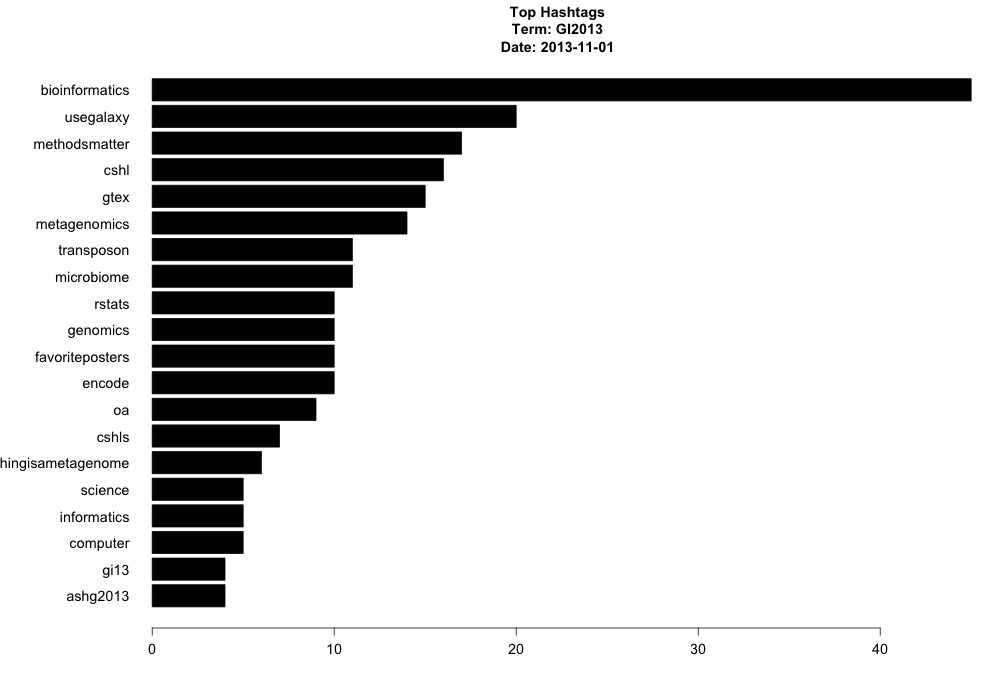 Top Hashtags
Term: GI2013
Date: 2013-11-01
bioinformatics
usegalaxy
methodsmatter
cshl
gtex
metagenomics
transposon
microbiome
rstats
genomics
favoriteposters
encode
oa
cshls
hingisametagenome
science
informatics
computer
gi13
ashg2013
0 10 20 30 40